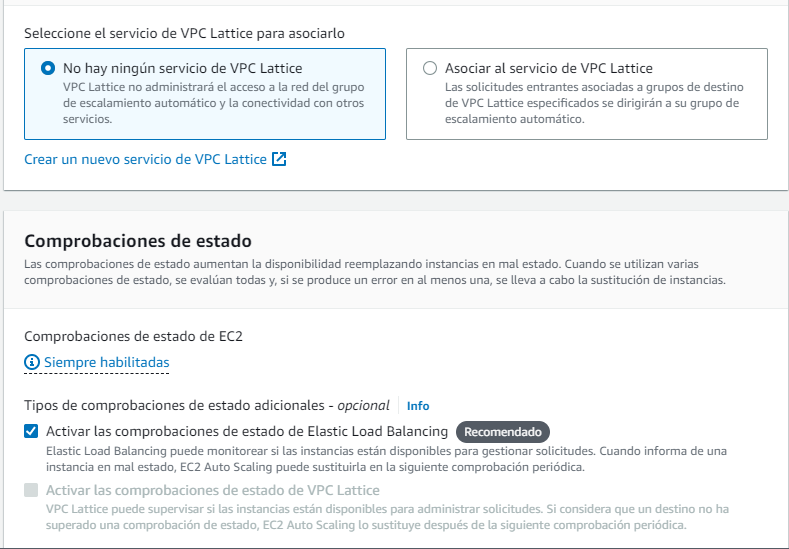 Seleccione el servicio de VPC Lattice para asociarlo
No hay ningún servicio de VPC Lattice
VPC Lattice no administrará el acceso a la red del grupo
de escalamiento automático y la conectividad con otros
servicios.
Asociar al servicio de VPC Lattice
Las solicitudes entrantes asociadas a grupos de destino
de VPC Lattice especificados se dirigirán a su grupo de
escalamiento automático.
Crear un nuevo servicio de VPC Lattice
Comprobaciones de estado
Las comprobaciones de estado aumentan la disponibilidad reemplazando instancias en mal estado. Cuando se utilizan varias
comprobaciones de estado, se evalúan todas y, si se produce un error en al menos una, se lleva a cabo la sustitución de instancias.
Comprobaciones de estado de EC2
Siempre habilitadas
Tipos de comprobaciones de estado adicionales - opcional Info
Activar las comprobaciones de estado de Elastic Load Balancing Recomendado
Elastic Load Balancing puede monitorear si las instancias están disponibles para gestionar solicitudes. Cuando informa de una
instancia en mal estado, EC2 Auto Scaling puede sustituirla en la siguiente comprobación periódica.
Activar las comprobaciones de estado de VPC Lattice
VPC Lattice puede supervisar si las instancias están disponibles para administrar solicitudes. Si considera que un destino no ha
superado una comprobación de estado, EC2 Auto Scaling lo sustituye después de la siguiente comprobación periódica.